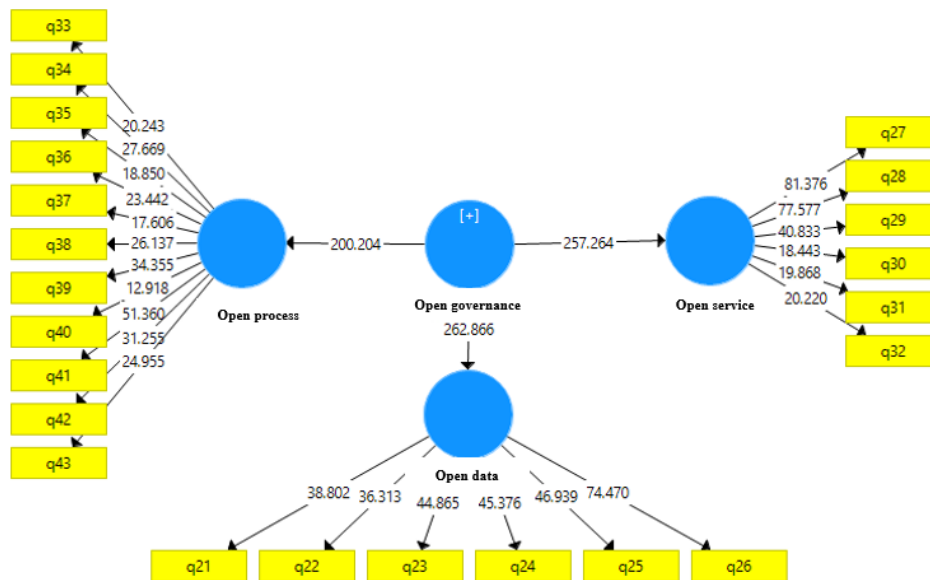 q33
q34
q35
q36
q37
q38
q39
q40
q41
q42
q43
20.243
27.669
18.850
23.442
17.606
26.137
34.355
12.918
51.360
31.255
24.955
Open process
200.204
[+]
Open governance
257.264
262.866
Open service
81.376
77.577
40.833
18.443
19.868
20.220
q27
q28
q29
q30
q31
q32
Open data
38.802
36.313
44.865
45.376
46.939
74.470
q21
q22
q23
q24
q25
q26